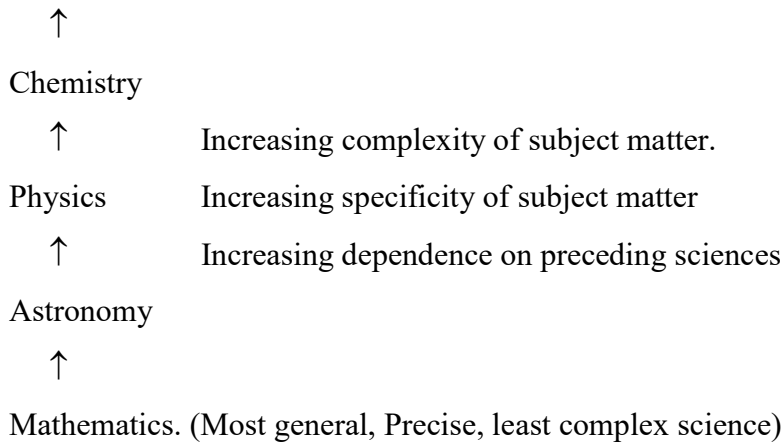 ↑
Chemistry
↑ Increasing complexity of subject matter.
Physics Increasing specificity of subject matter
↑ Increasing dependence on preceding sciences
Astronomy
↑
Mathematics. (Most general, Precise, least complex science)